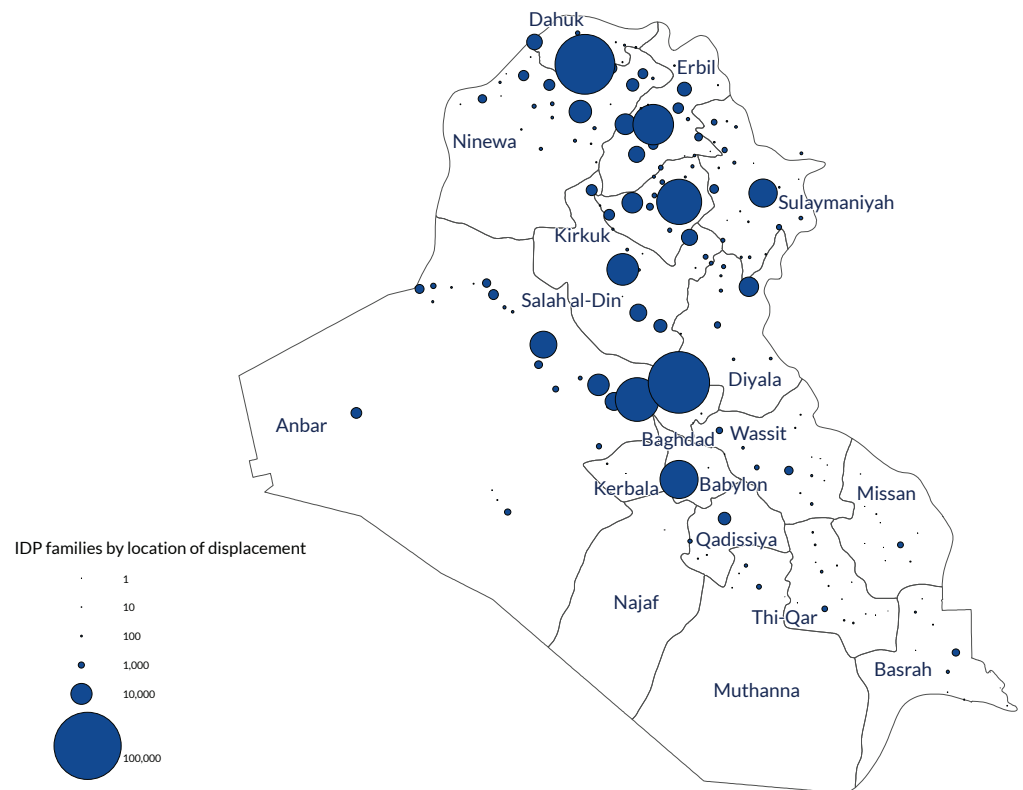 Dahuk
Erbil
Ninewa
Sulaymaniyah
Kirkuk
Salah al-Din
Diyala
Anbar
Baghdad
Wassit
Kerbala
Babylon
Missan
Qadissiya
IDP families by location of displacement
1
10
100
1,000
10,000
100,000
Najaf
Thi-Qar
Basrah
Muthanna